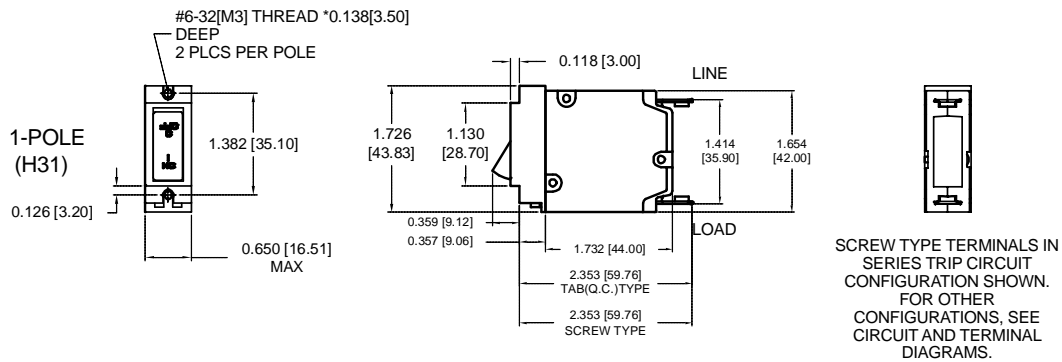 #6-32[M3] THREAD *0.138[3.50]
DEEP
2 PLCS PER POLE
1-POLE
(H31)
1.382 [35.10]
0.126 [3.20]
0.650 [16.51]
MAX
0.118 [3.00]
LINE
1.726
[43.83]
1.130
[28.70]
1.414
[35.90]
1.654
[42.00]
0.359 [9.12]
0.357 [9.06]
1.732 [44.00]
LOAD
2.353 [59.76]
TAB(Q.C.)TYPE
2.353 [59.76]
SCREW TYPE
SCREW TYPE TERMINALS IN
SERIES TRIP CIRCUIT
CONFIGURATION SHOWN.
FOR OTHER
CONFIGURATIONS, SEE
CIRCUIT AND TERMINAL
DIAGRAMS.